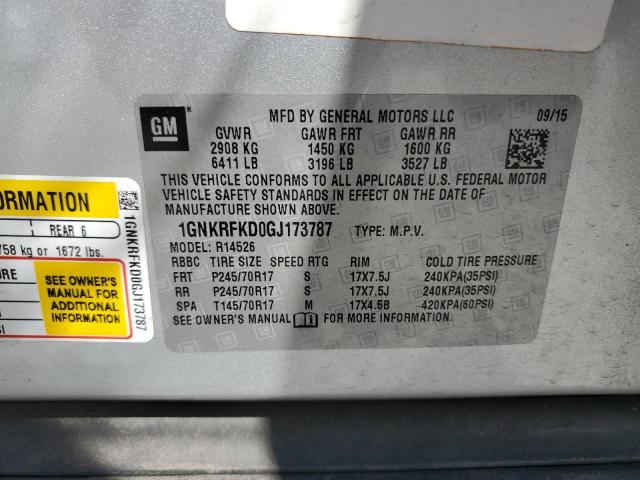 GM
MFD BY GENERAL MOTORS LLC 09/15
GVWR GAWR FRT GAWR RR
2908 KG 1450 KG 1600 KG
6411 LB 3196 LB 3527 LB
THIS VEHICLE CONFORMS TO ALL APPLICABLE U.S. FEDERAL MOTOR
VEHICLE SAFETY STANDARDS IN EFFECT ON THE DATE OF
MANUFACTURE SHOWN ABOVE.
1GNKRFKD0GJ173787 TYPE: M.P.V.
MODEL: R14526
RBBC TIRE SIZE SPEED RTG RIM COLD TIRE PRESSURE
FRT P245/70R17 S 17X7.5J 240KPA(35PSI)
RR P245/70R17 S 17X7.5J 240KPA(35PSI)
SPA T145/70R17 M 17X4.5B 420KPA(60PSI)
SEE OWNER'S MANUAL FOR MORE INFORMATION.
FORMATION
REAR 6
758 kg or 1672 lbs.
SEE OWNER'S
MANUAL FOR
ADDITIONAL
INFORMATION
1GNKRFKD0GJ173787